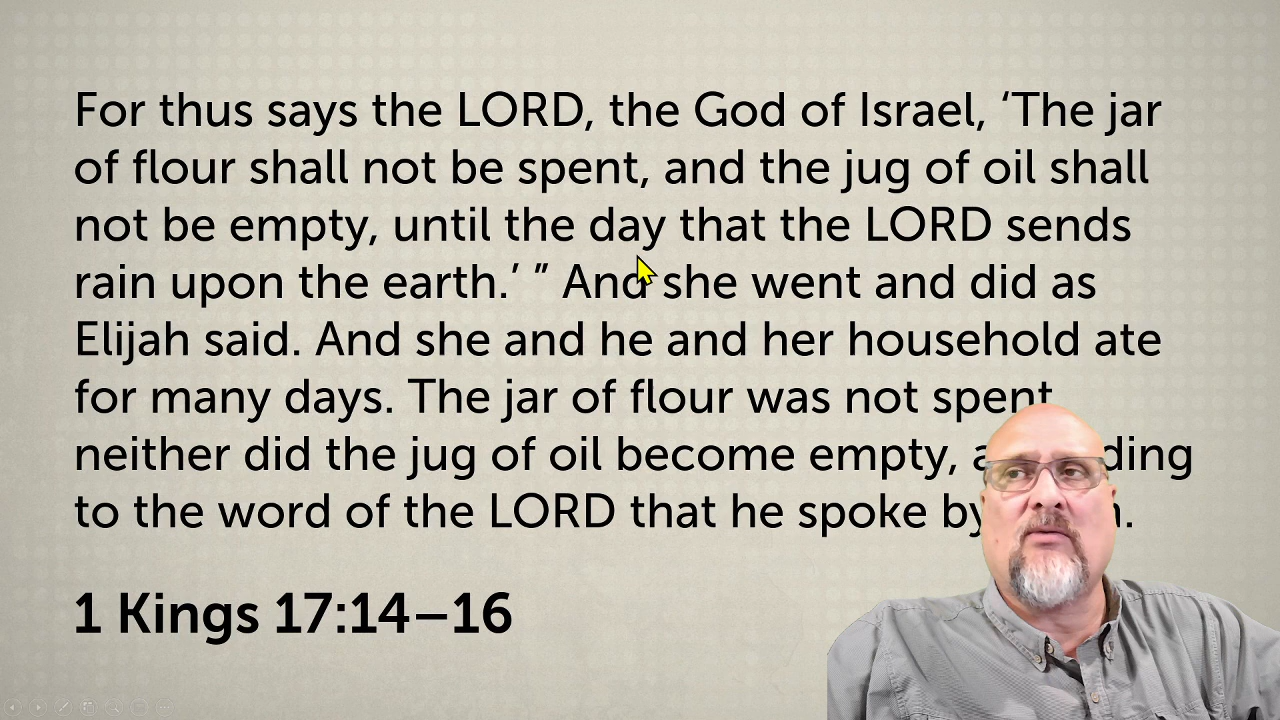 For thus says the LORD, the God of Israel, ‘The jar
of flour shall not be spent, and the jug of oil shall
not be empty, until the day that the LORD sends
rain upon the earth.’ ” And she went and did as
Elijah said. And she and he and her household ate
for many days. The jar of flour was not spent
neither did the jug of oil become empty,
to the word of the LORD that he spoke by
1 Kings 17:14–16